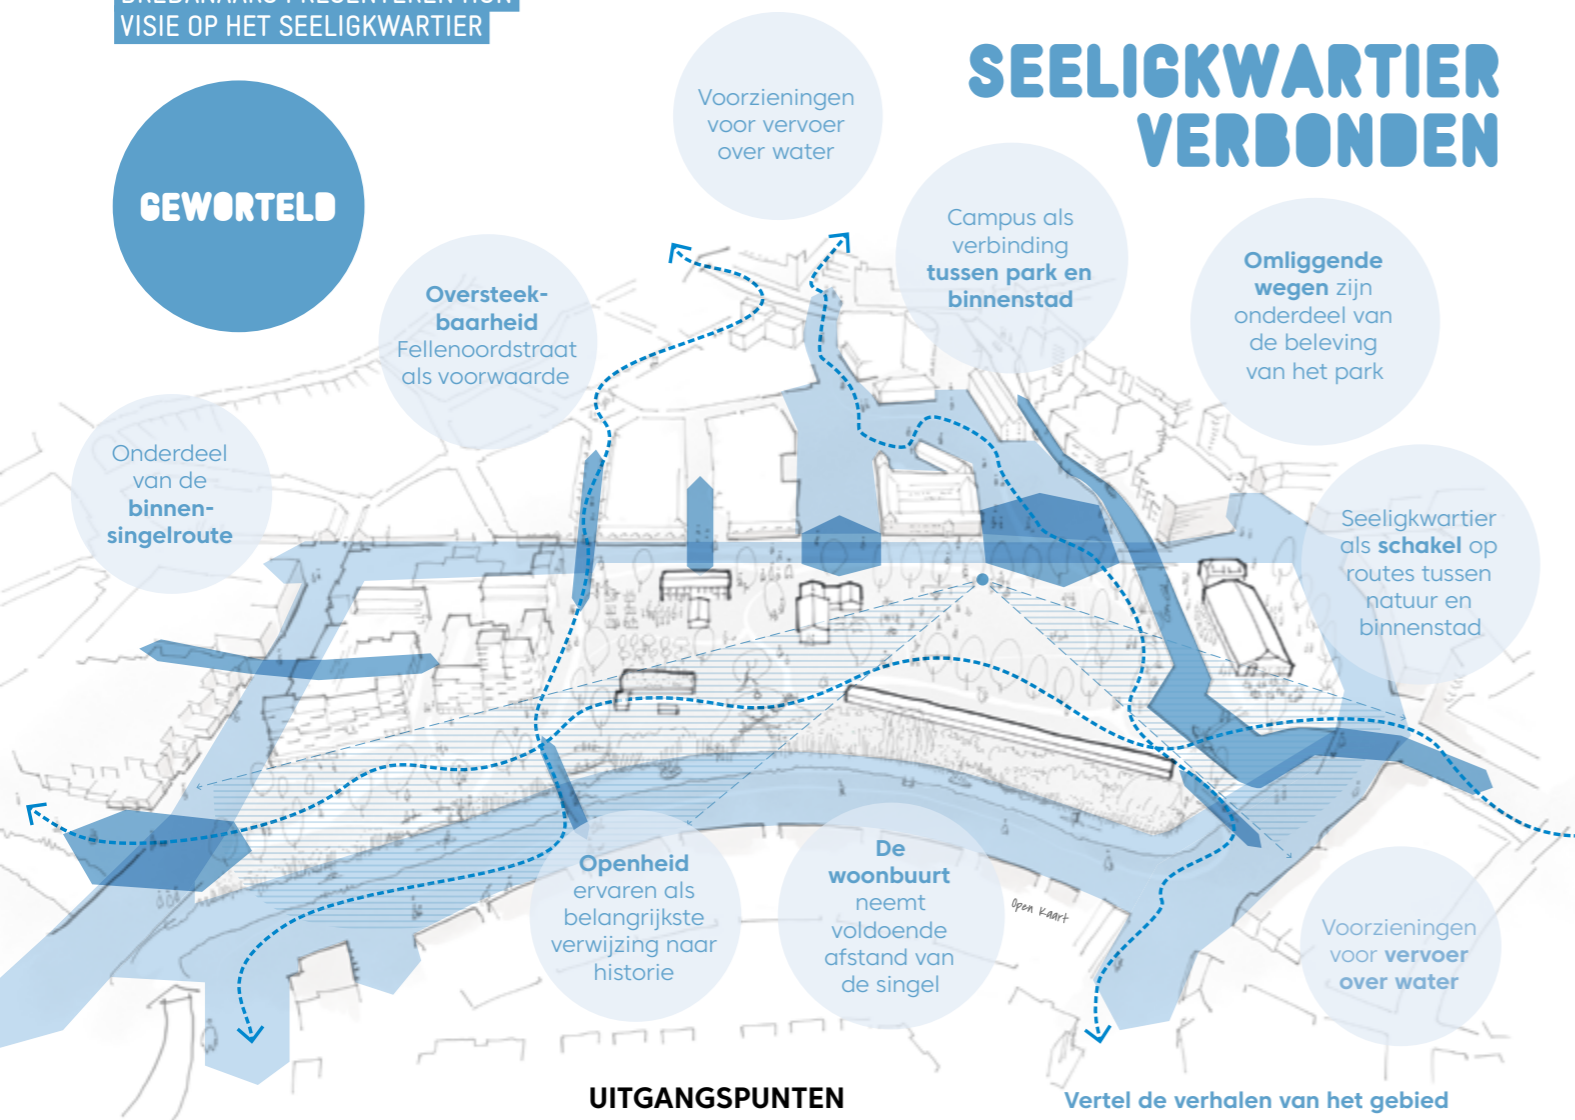 BREDANAARS PRESENTEREN HUN
VISIE OP HET SEELIGKWARTIER
SEELIGKWARTIER
VERBONDEN
GEWORTELD
Voorzieningen
voor vervoer
over water
Campus als
verbinding
tussen park en
binnenstad
Omliggende
wegen zijn
onderdeel van
de beleving
van het park
Oversteek-
baarheid
Fellenoordstraat
als voorwaarde
Onderdeel
van de
binnen-
singelroute
Seeligkwartier
als schakel op
routes tussen
natuur en
binnenstad
Openheid
ervaren als
belangrijkste
verwijzing naar
historie
De
woonbuurt
neemt
voldoende
afstand van
de singel
Open Kaart
Voorzieningen
voor vervoer
over water
UITGANGSPUNTEN
Vertel de verhalen van het gebied